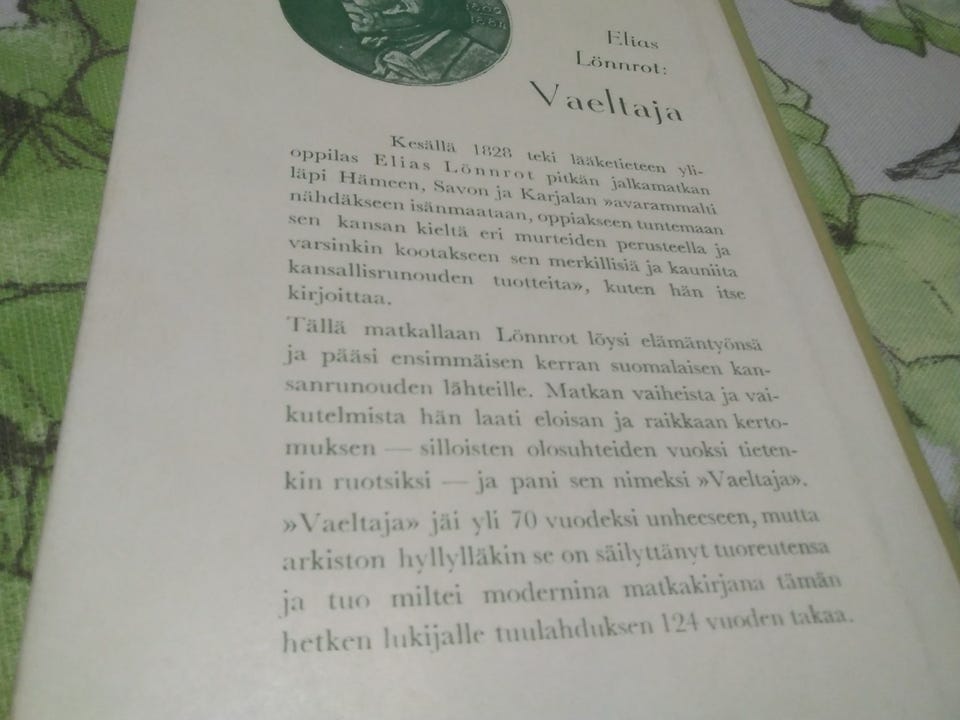 1802
1884
Elias
Lönnrot:
Vaeltaja
Kesällä 1828 teki lääketieteen yli-
oppilas Elias Lönnrot pitkän jalkamatkan
läpi Hämeen, Savon ja Karjalan »avarammalti
nähdäkseen isänmaataan, oppiakseen tuntemaan
sen kansan kieltä eri murteiden perusteella ja
varsinkin kootakseen sen merkillisiä ja kauniita
kansallisrunouden tuotteita», kuten hän itse
kirjoittaa.
Tällä matkallaan Lönnrot löysi elämäntyönsä
ja pääsi ensimmäisen kerran suomalaisen kan-
sanrunouden lähteille. Matkan vaiheista ja vai-
kutelmista hän laati eloisan ja raikkaan kerto-
muksen — silloisten olosuhteiden vuoksi tieten-
kin ruotsiksi — ja pani sen nimeksi »Vaeltaja».
»Vaeltaja» jäi yli 70 vuodeksi unheeseen, mutta
arkiston hyllylläkin se on säilyttänyt tuoreutensa
ja tuo miltei modernina matkakirjana tämän
hetken lukijalle tuulahduksen 124 vuoden takaa.